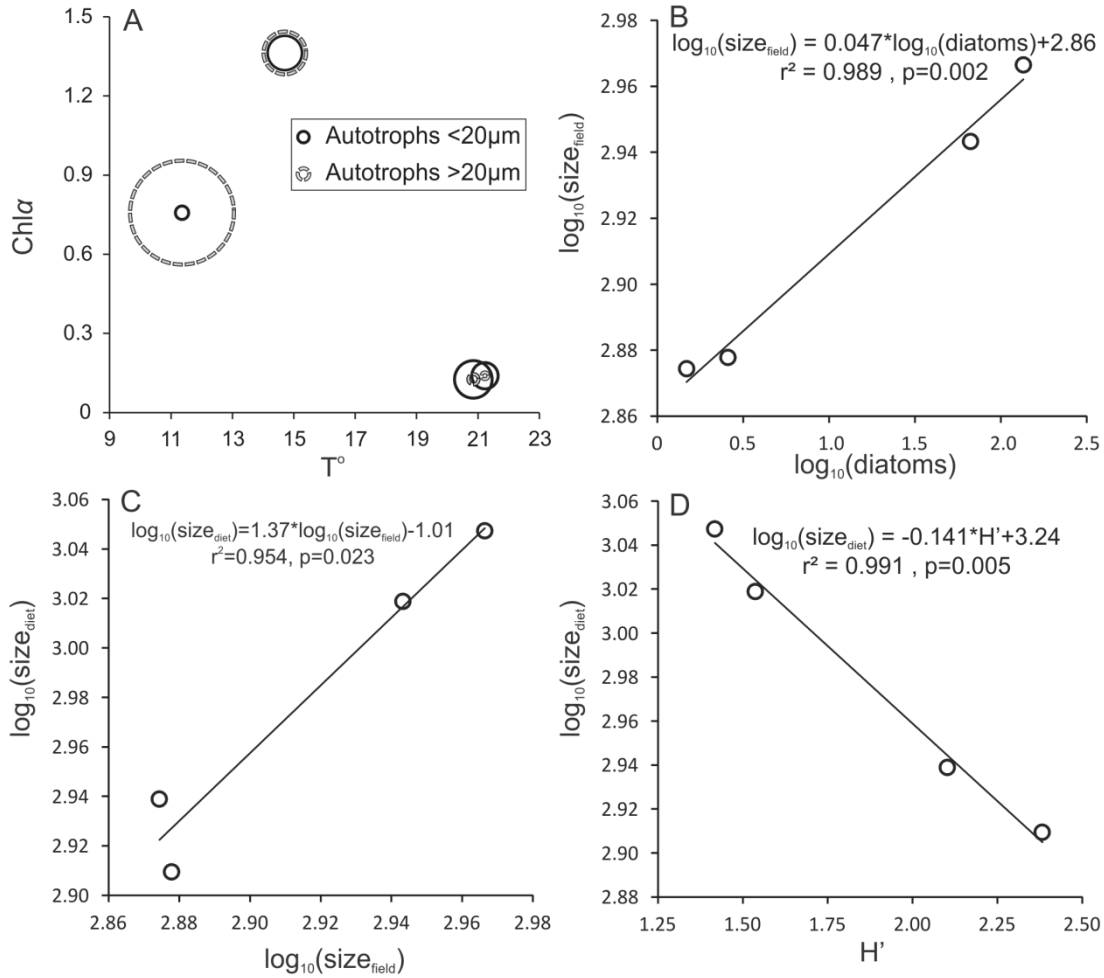 A
1.5
1.2
0.9
0.6
0.3
0
Chlα
9
11
13
15
17
19
21
23
T°
Autotrophs <20µm
Autotrophs >20µm
B
log₁₀(size_field) = 0.047*log₁₀(diatoms)+2.86
r² = 0.989 , p=0.002
2.98
2.96
2.94
2.92
2.90
2.88
2.86
log₁₀(size_field)
0
0.5
1.0
1.5
2.0
2.5
log₁₀(diatoms)
C
log₁₀(size_diet)=1.37*log₁₀(size_field)-1.01
r²=0.954, p=0.023
3.06
3.04
3.02
3.00
2.98
2.96
2.94
2.92
2.90
log₁₀(size_diet)
2.86
2.88
2.90
2.92
2.94
2.96
2.98
log₁₀(size_field)
D
log₁₀(size_diet) = -0.141*H'+3.24
r² = 0.991 , p=0.005
3.06
3.04
3.02
3.00
2.98
2.96
2.94
2.92
2.90
2.88
log₁₀(size_diet)
1.25
1.50
1.75
2.00
2.25
2.50
H'